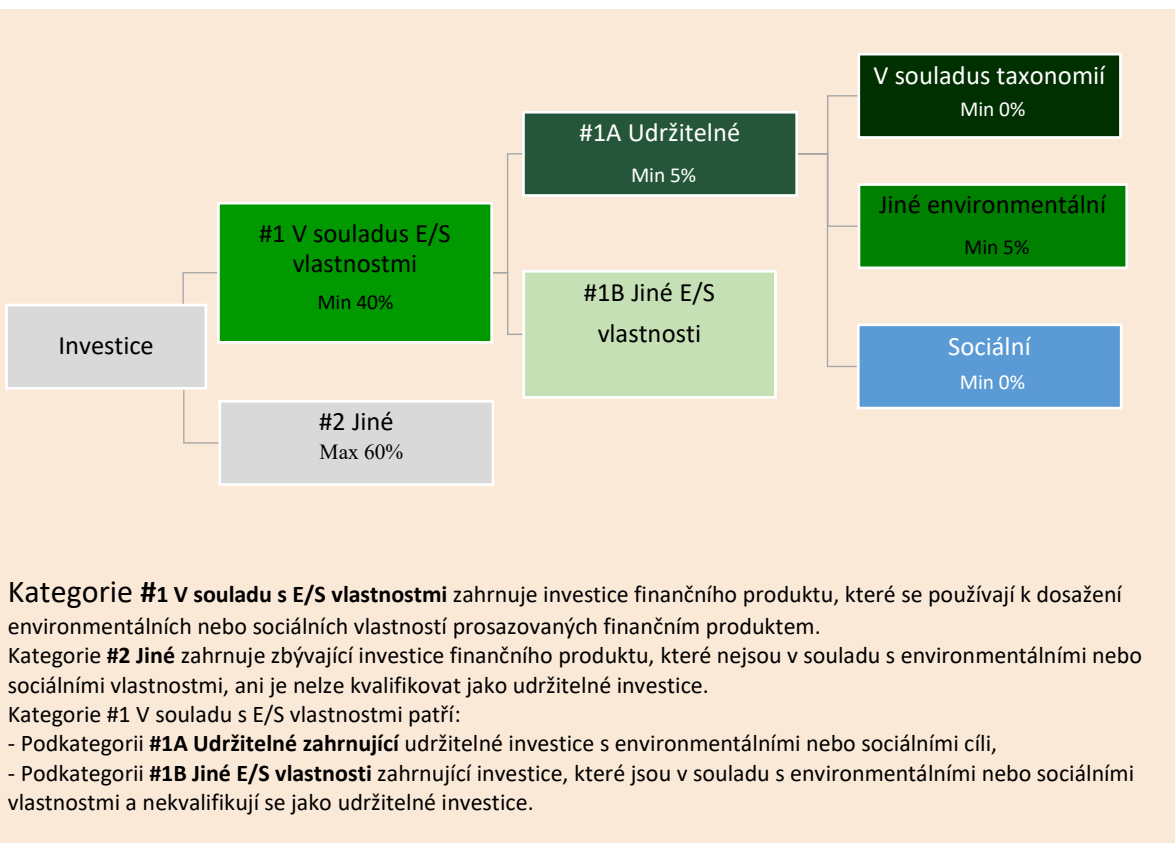 V souladus taxonomií
Min 0%
#1A Udržitelné
Min 5%
Jiné environmentální
Min 5%
#1 V souladus E/S
vlastnostmi
Min 40%
#1B Jiné E/S
vlastnosti
Investice
Sociální
Min 0%
#2 Jiné
Max 60%
Kategorie #1 V souladu s E/S vlastnostmi zahrnuje investice finančního produktu, které se používají k dosažení
environmentálních nebo sociálních vlastností prosazovaných finančním produktem.
Kategorie #2 Jiné zahrnuje zbývající investice finančního produktu, které nejsou v souladu s environmentálními nebo
sociálními vlastnostmi, ani je nelze kvalifikovat jako udržitelné investice.
Kategorie #1 V souladu s E/S vlastnostmi patří:
- Podkategorii #1A Udržitelné zahrnující udržitelné investice s environmentálními nebo sociálními cíli,
- Podkategorii #1B Jiné E/S vlastnosti zahrnující investice, které jsou v souladu s environmentálními nebo sociálními
vlastnostmi a nekvalifikují se jako udržitelné investice.